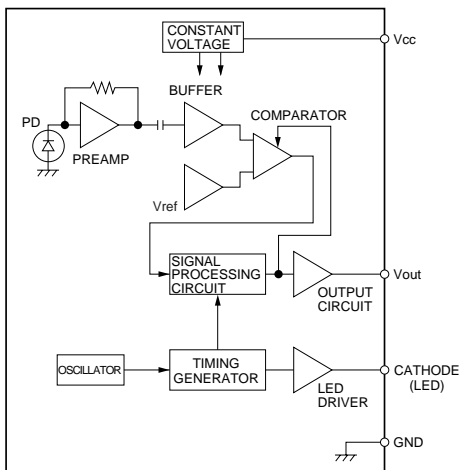 CONSTANT
VOLTAGE
Vcc
BUFFER
COMPARATOR
PD
PREAMP
Vref
SIGNAL
PROCESSING
CIRCUIT
Vout
OUTPUT
CIRCUIT
OSCILLATOR
TIMING
GENERATOR
CATHODE
(LED)
LED
DRIVER
GND